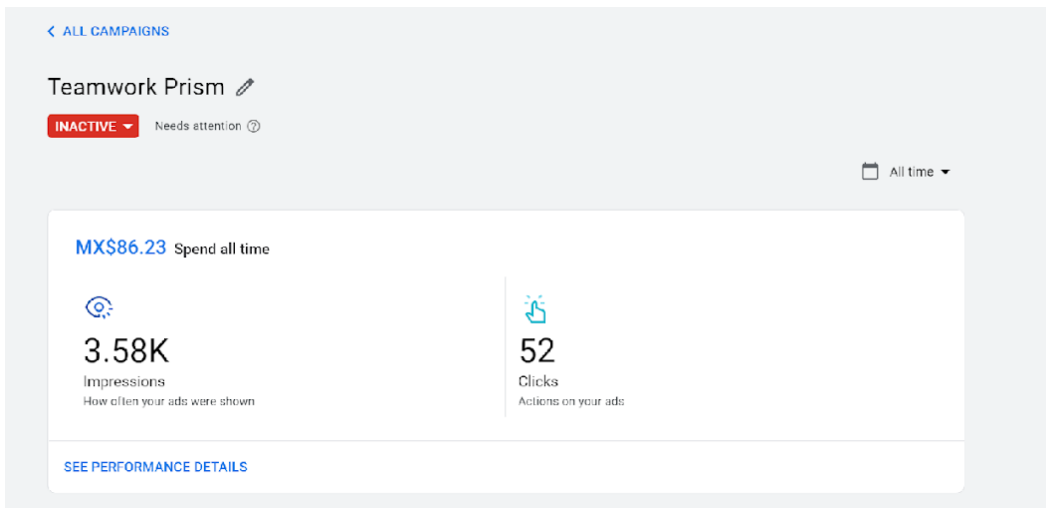 ALL CAMPAIGNS
Teamwork Prism
INACTIVE Needs attention
All time
MX$86.23 Spend all time
3.58K
Impressions
How often your ads were shown
52
Clicks
Actions on your ads
SEE PERFORMANCE DETAILS